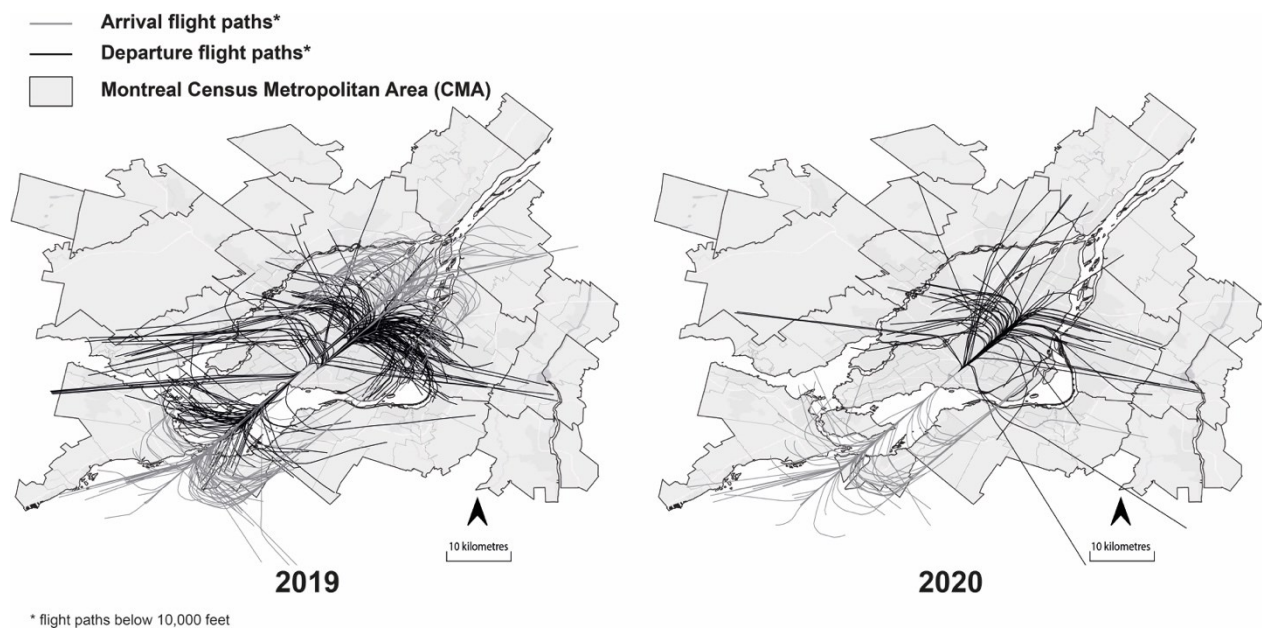 Arrival flight paths*
Departure flight paths*
Montreal Census Metropolitan Area (CMA)
10 kilometres
10 kilometres
2019
2020
* flight paths below 10,000 feet